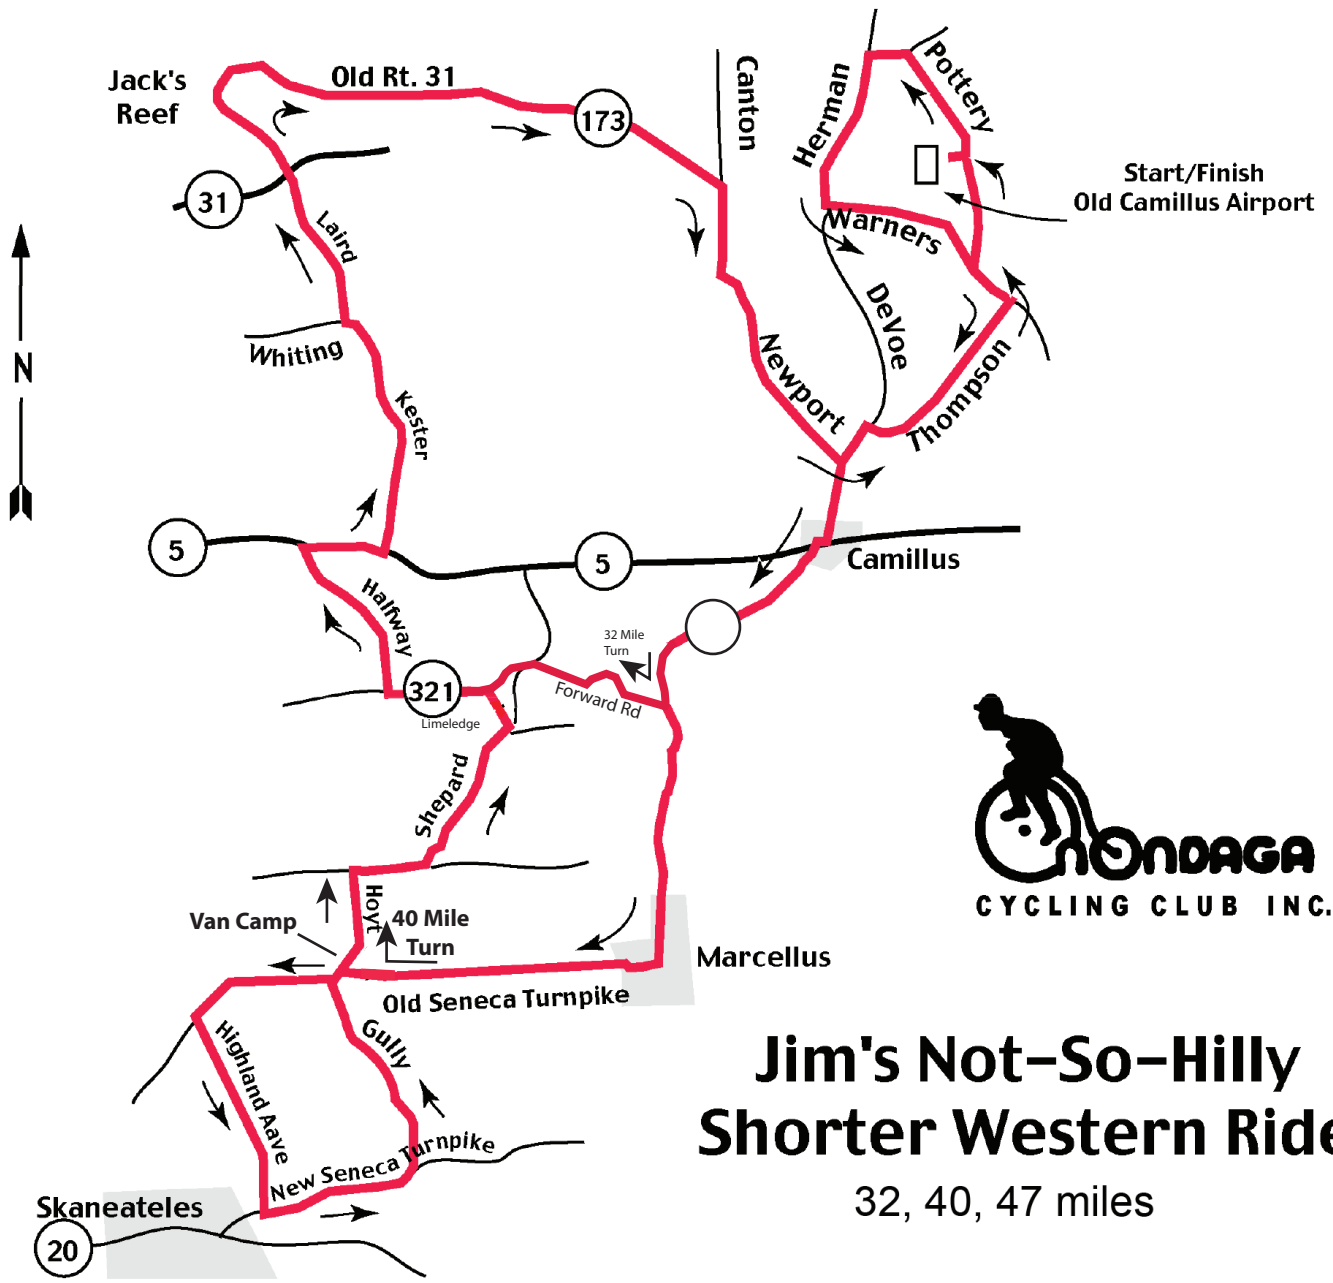 Jack's
Reef
Old Rt. 31
173
Canton
Herman
Pottery
Start/Finish
Old Camillus Airport
31
Laird
Warners
DeVoe
N
Whiting
Newport
Thompson
Kester
5
5
Camillus
Halfway
32 Mile
Turn
321
Forward Rd
Limeledge
Shepard
ONONDAGA
CYCLING CLUB INC.
Hoyt
Van Camp
40 Mile
Turn
Marcellus
Old Seneca Turnpike
Highland Aave
Gully
Jim's Not-So-Hilly
Shorter Western Ride
32, 40, 47 miles
New Seneca Turnpike
Skaneateles
20